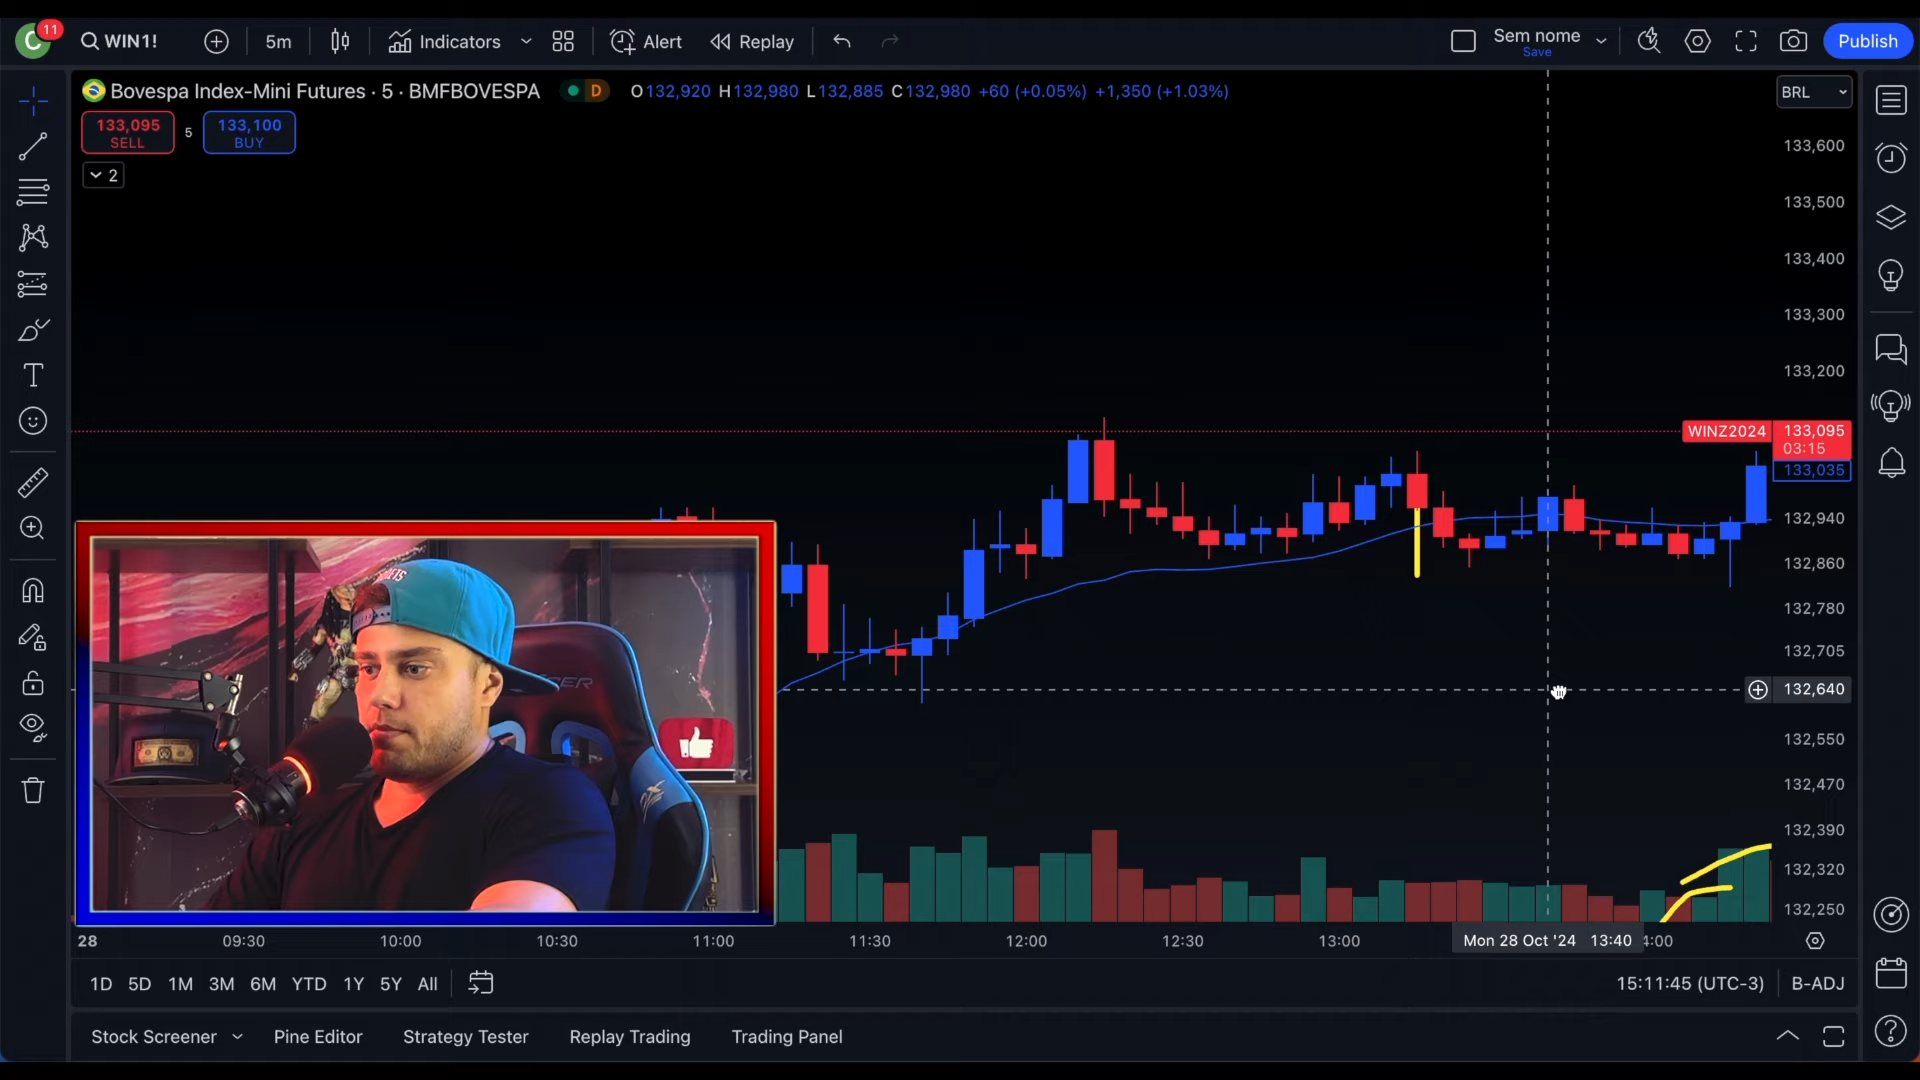 C 11 WIN1! 5m Indicators Alert Replay Sem nome Save Publish
Bovespa Index-Mini Futures · 5 · BMFBOVESPA D O132,920 H132,980 L132,885 C132,980 +60 (+0.05%) +1,350 (+1.03%) BRL
133,095 SELL 5 133,100 BUY
2
133,600
133,500
133,400
133,300
133,200
WINZ2024 133,095
03:15
133,035
132,940
132,860
132,780
132,705
132,640
132,550
132,470
132,390
132,320
132,250
28 09:30 10:00 10:30 11:00 11:30 12:00 12:30 13:00 Mon 28 Oct '24 13:40 4:00
1D 5D 1M 3M 6M YTD 1Y 5Y All 15:11:45 (UTC-3) B-ADJ
Stock Screener Pine Editor Strategy Tester Replay Trading Trading Panel